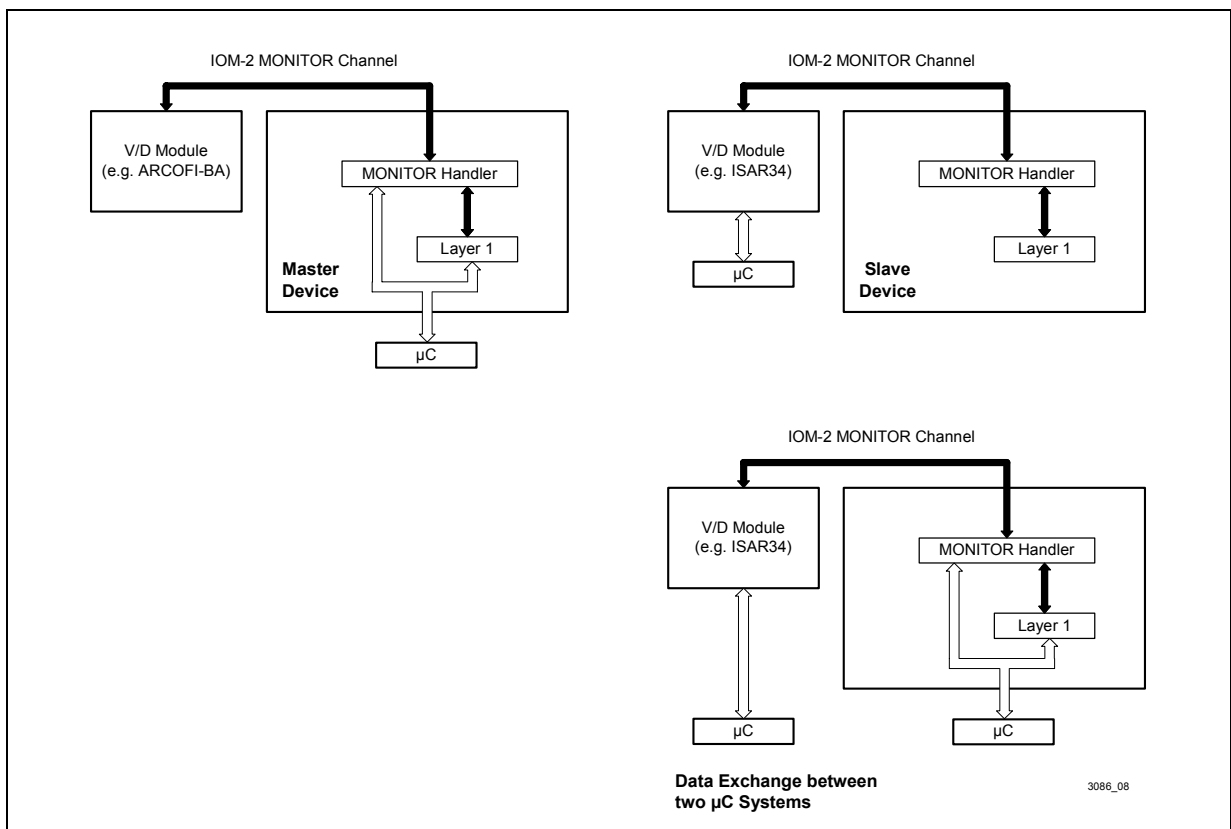 IOM-2 MONITOR Channel
V/D Module
(e.g. ARCOFI-BA)
MONITOR Handler
Layer 1
Master
Device
µC
IOM-2 MONITOR Channel
V/D Module
(e.g. ISAR34)
µC
MONITOR Handler
Layer 1
Slave
Device
IOM-2 MONITOR Channel
V/D Module
(e.g. ISAR34)
MONITOR Handler
Layer 1
µC
µC
Data Exchange between
two µC Systems
3086_08